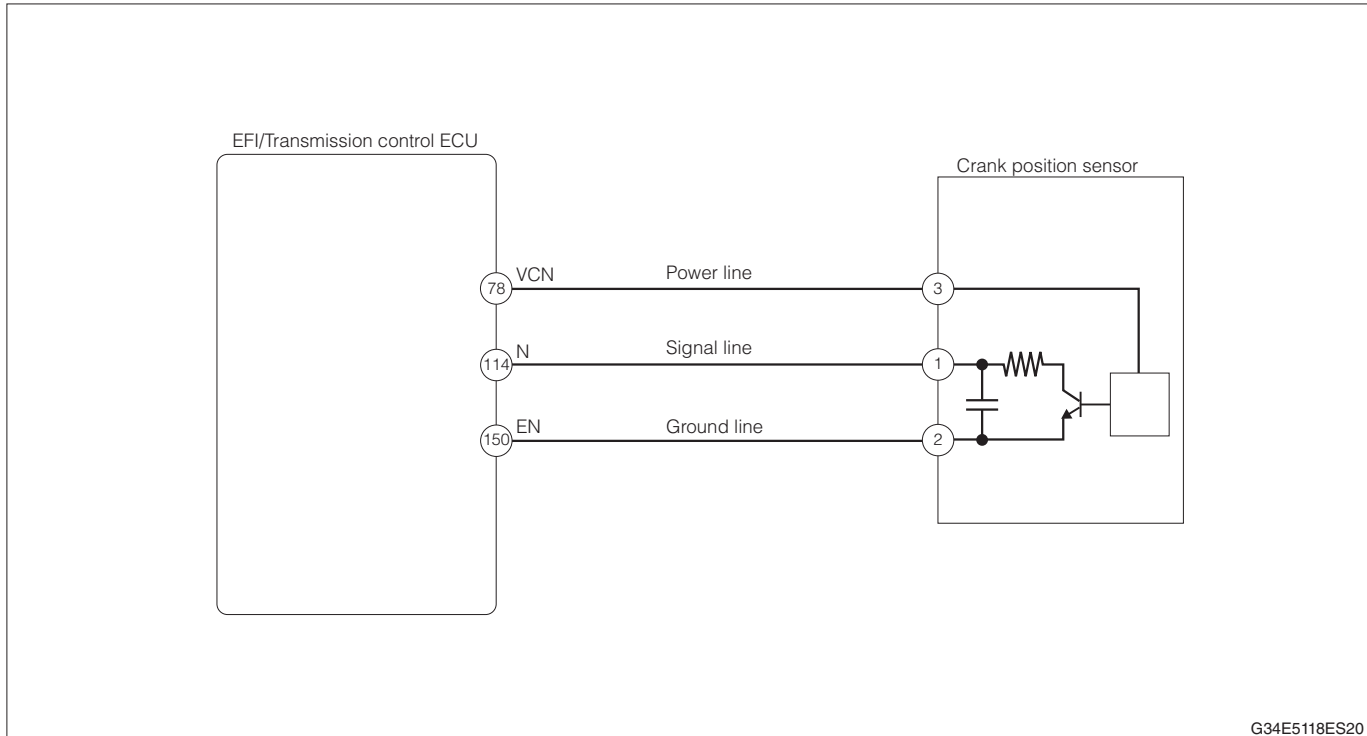 EFI/Transmission control ECU
Crank position sensor
78 VCN Power line 3
114 N Signal line 1
150 EN Ground line 2
G34E5118ES20